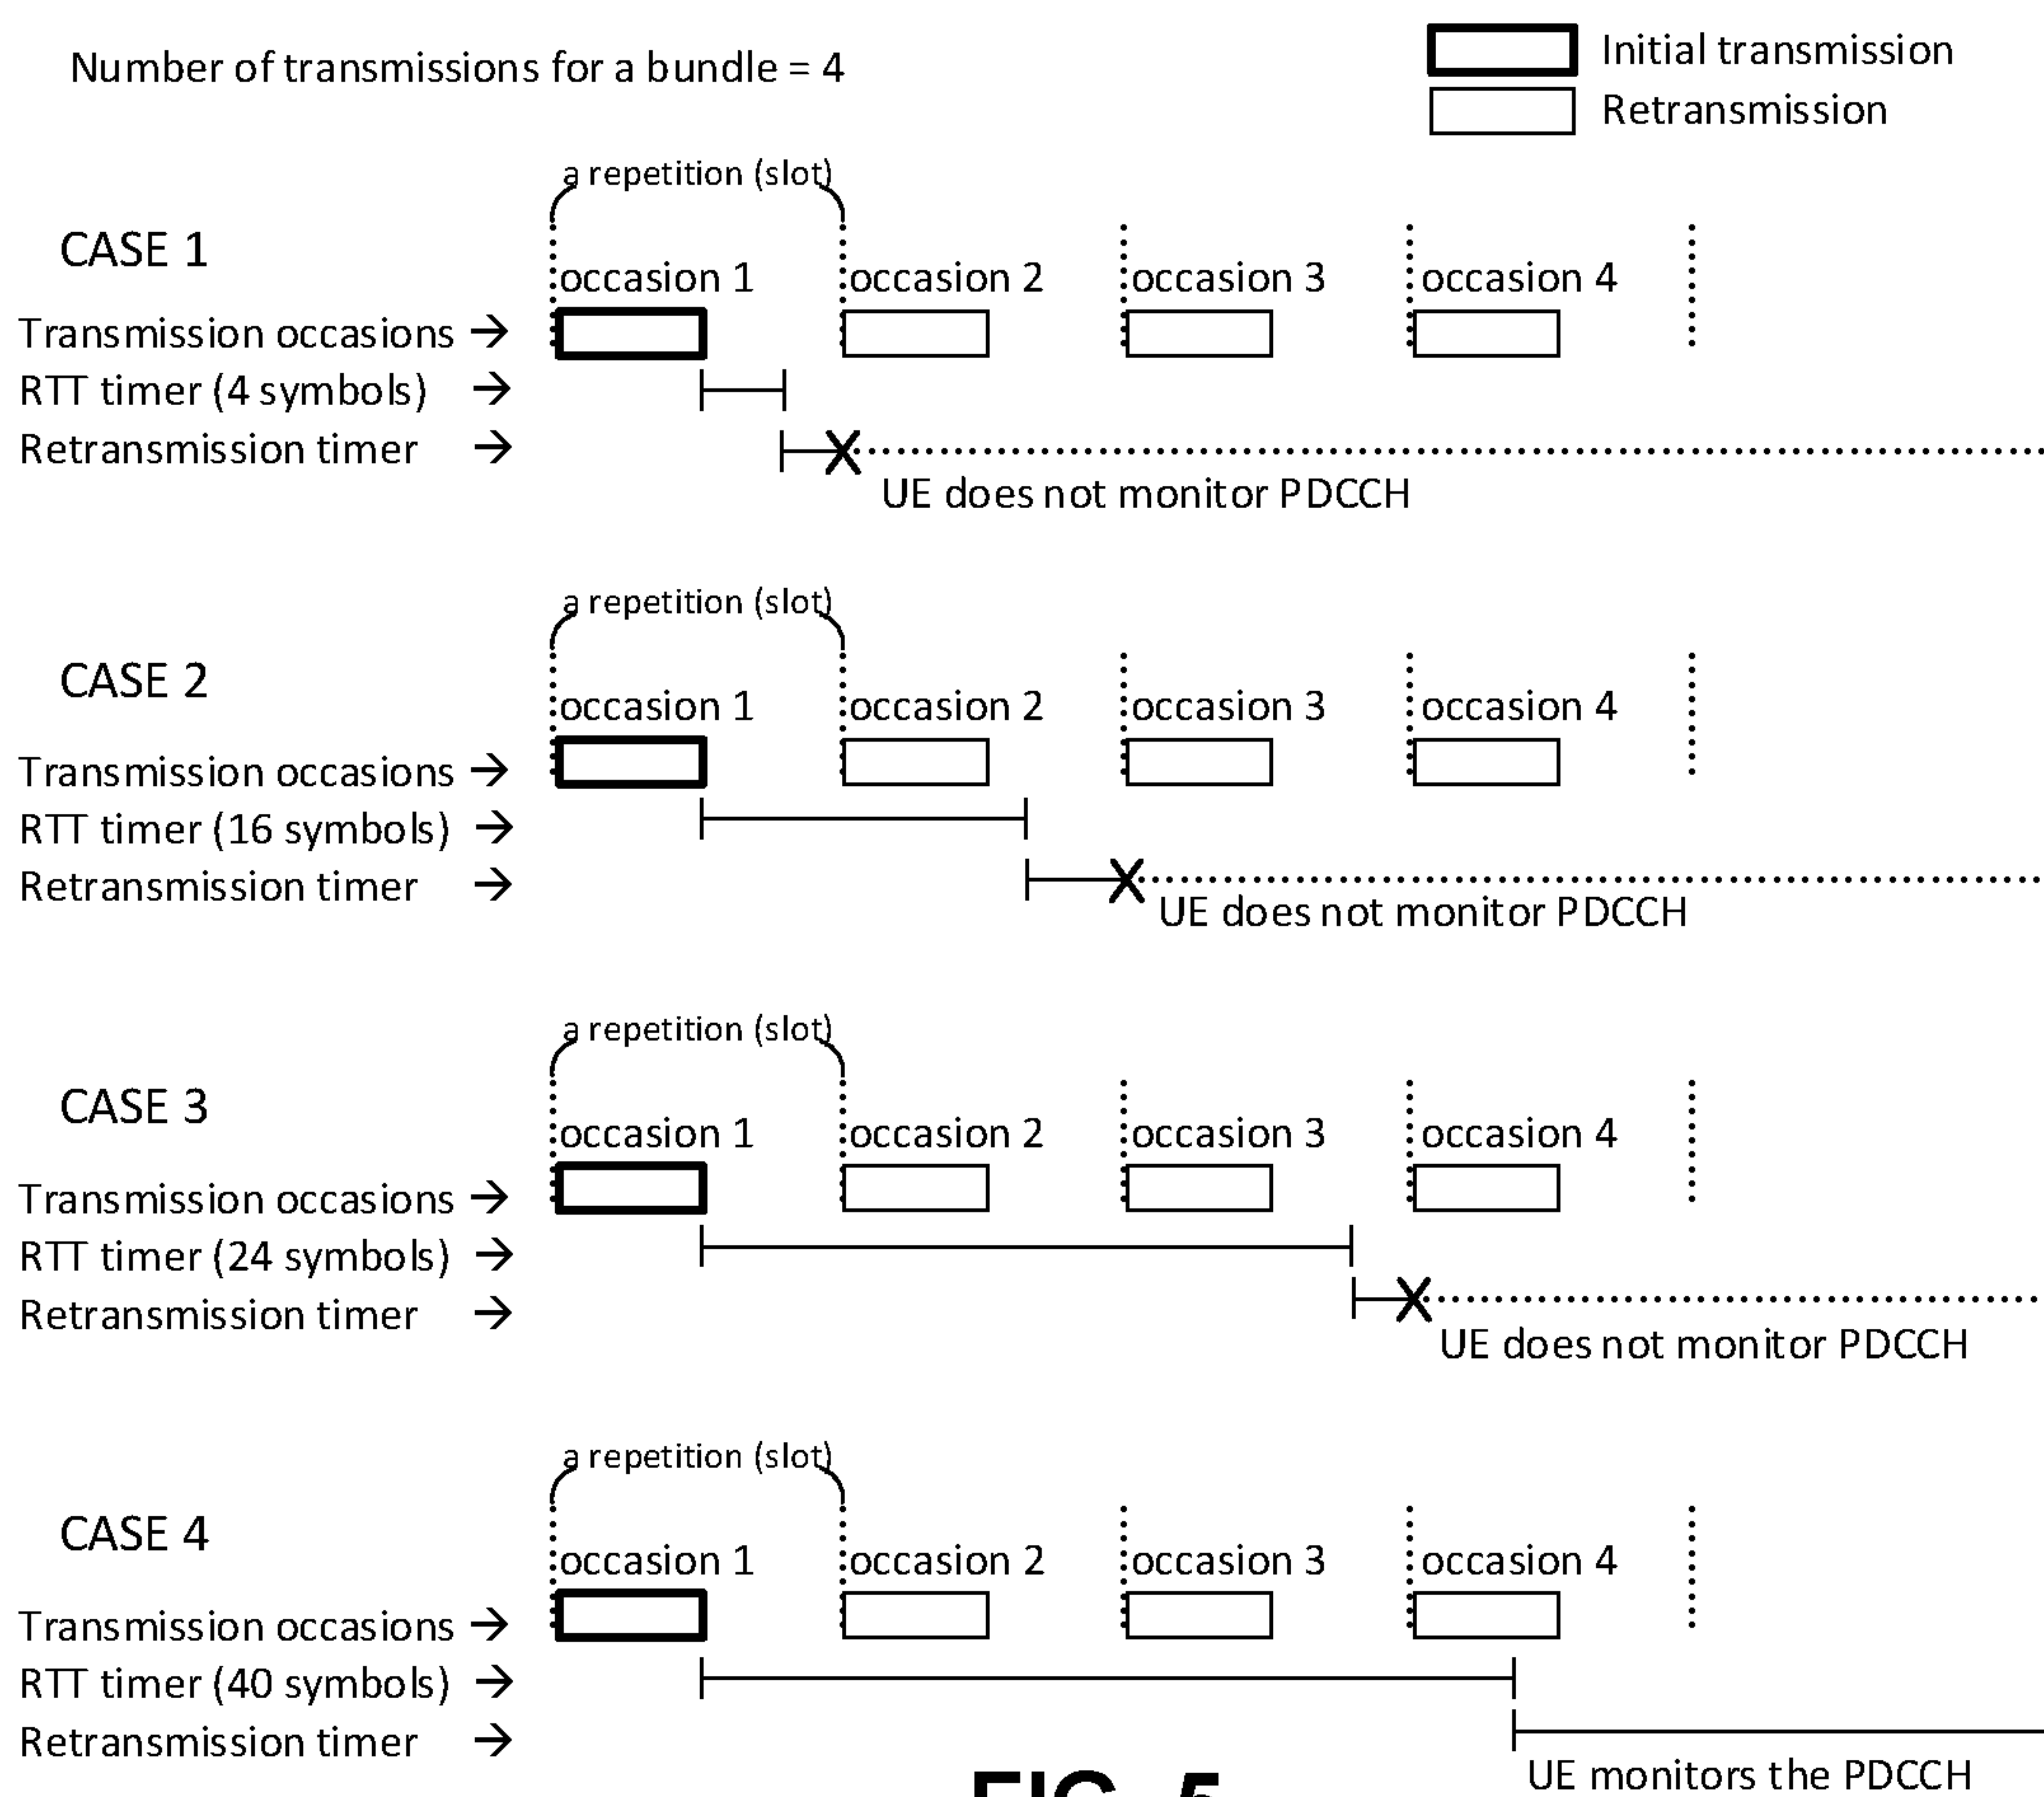 Number of transmissions for a bundle = 4
Initial transmission
Retransmission
a repetition (slot)
CASE 1
occasion 1 occasion 2 occasion 3 occasion 4
Transmission occasions →
RTT timer (4 symbols) →
Retransmission timer →
UE does not monitor PDCCH
a repetition (slot)
CASE 2
occasion 1 occasion 2 occasion 3 occasion 4
Transmission occasions →
RTT timer (16 symbols) →
Retransmission timer →
UE does not monitor PDCCH
a repetition (slot)
CASE 3
occasion 1 occasion 2 occasion 3 occasion 4
Transmission occasions →
RTT timer (24 symbols) →
Retransmission timer →
UE does not monitor PDCCH
a repetition (slot)
CASE 4
occasion 1 occasion 2 occasion 3 occasion 4
Transmission occasions →
RTT timer (40 symbols) →
Retransmission timer →
UE monitors the PDCCH
FIG. 5